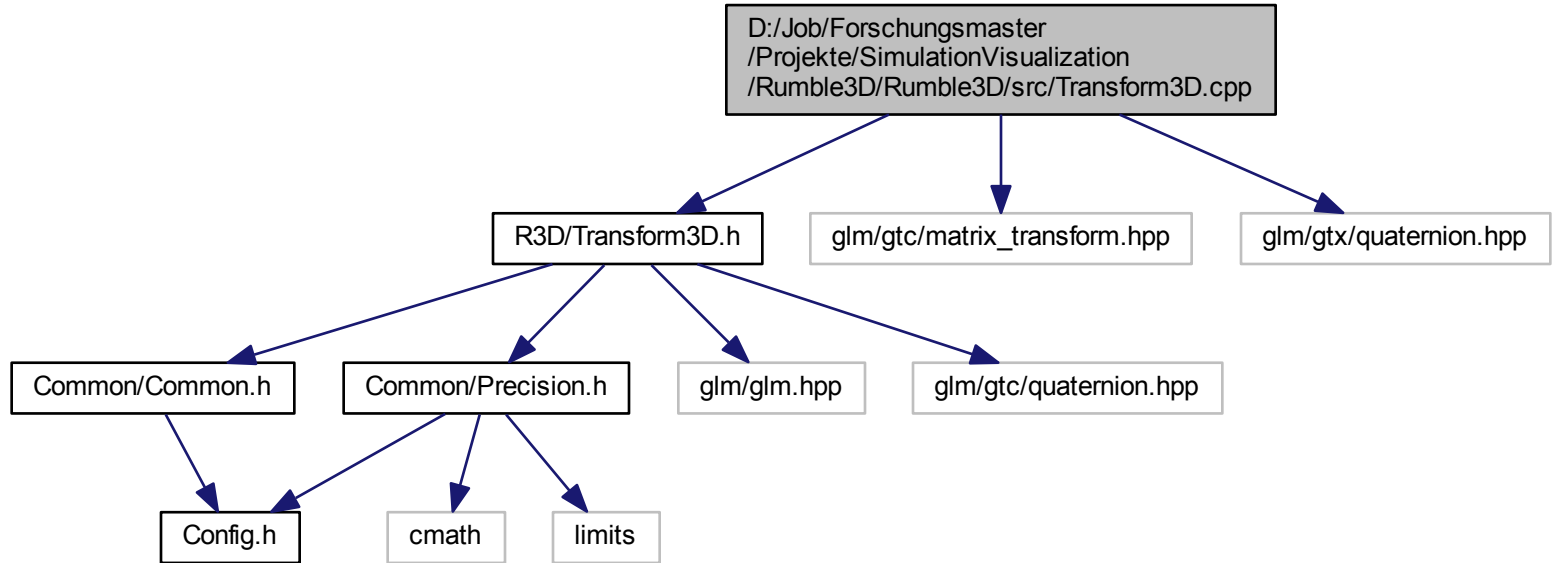 D:/Job/Forschungsmaster
/Projekte/SimulationVisualization
/Rumble3D/Rumble3D/src/Transform3D.cpp
R3D/Transform3D.h
glm/gtc/matrix_transform.hpp
glm/gtx/quaternion.hpp
Common/Common.h
Common/Precision.h
glm/glm.hpp
glm/gtc/quaternion.hpp
Config.h
cmath
limits